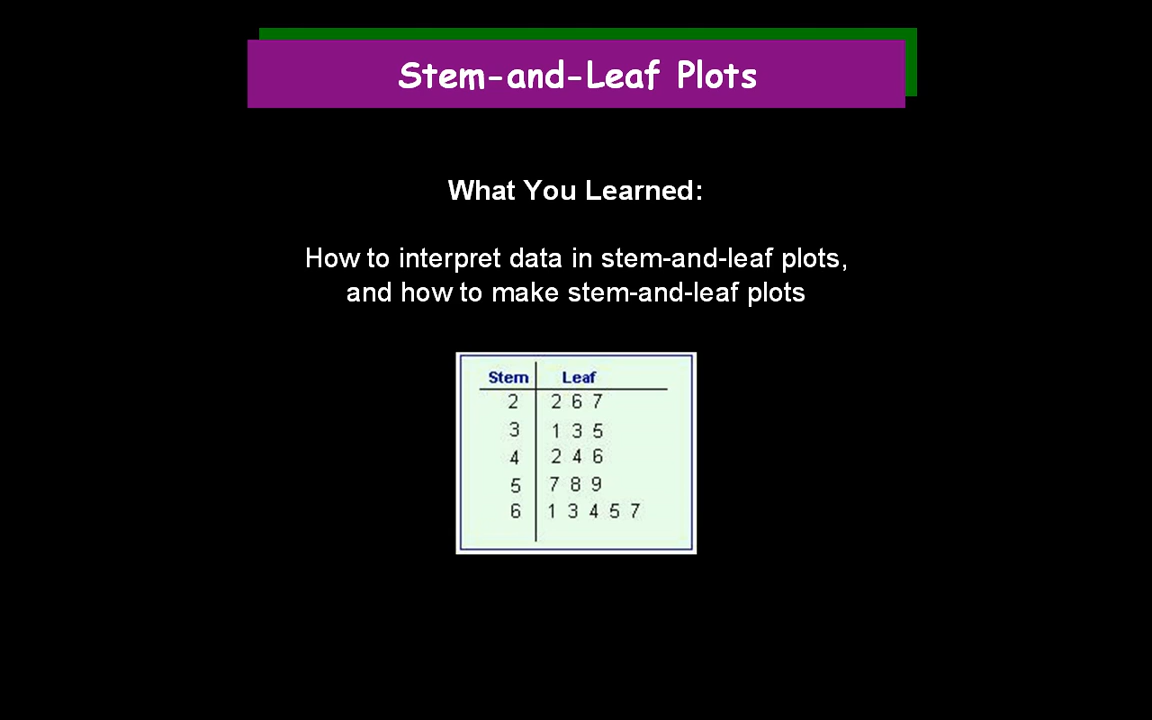 Stem-and-Leaf Plots
What You Learned:
How to interpret data in stem-and-leaf plots,
and how to make stem-and-leaf plots
Stem Leaf
2 2 6 7
3 1 3 5
4 2 4 6
5 7 8 9
6 1 3 4 5 7